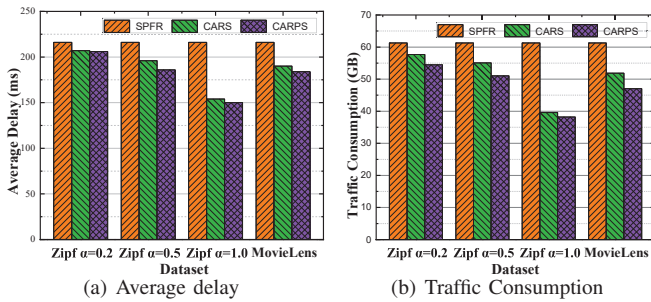 SPFR CARS CARPS
250
200
150
100
50
0
Average Delay (ms)
Zipf α=0.2 Zipf α=0.5 Zipf α=1.0 MovieLens
Dataset
(a) Average delay
SPFR CARS CARPS
70
60
50
40
30
20
10
0
Traffic Consumption (GB)
Zipf α=0.2 Zipf α=0.5 Zipf α=1.0 MovieLens
Dataset
(b) Traffic Consumption